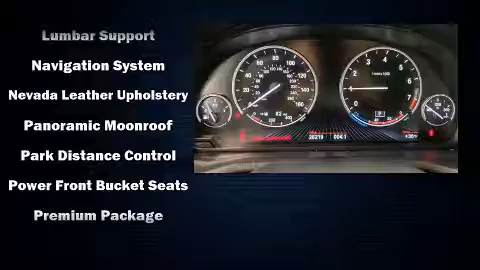 Lumbar Support
Navigation System
Nevada Leather Upholstery
Panoramic Moonroof
Park Distance Control
Power Front Bucket Seats
Premium Package